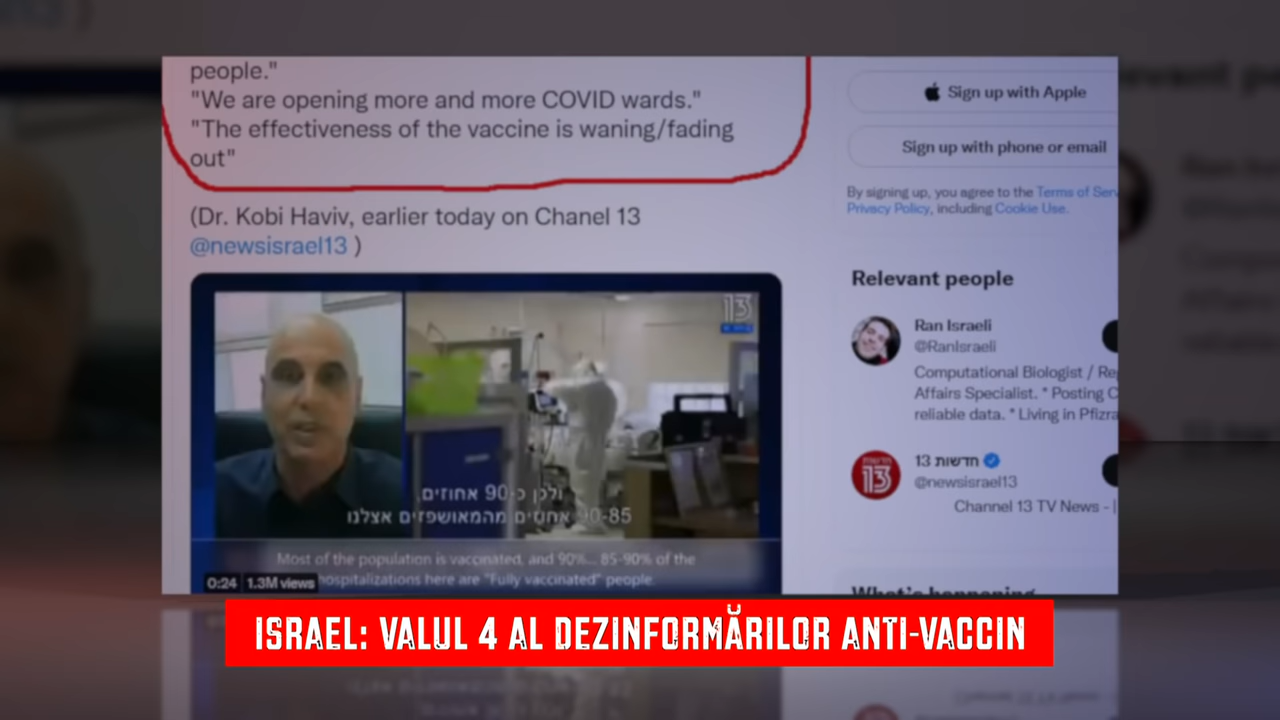 people."
"We are opening more and more COVID wards."
"The effectiveness of the vaccine is waning/fading
out"
(Dr. Kobi Haviv, earlier today on Chanel 13
@newsisrael13 )
13
ולכן כ-90 אחוזים,
90-85 אחוזים מהמאושפזים אצלנו
Most of the population is vaccinated, and 90%... 85-90% of the
hospitalizations here are "Fully vaccinated" people.
0:24 1.3M views
Sign up with Apple
Sign up with phone or email
By signing up, you agree to the Terms of Serv
Privacy Policy, including Cookie Use.
Relevant people
Ran Israeli
@RanIsraeli
Computational Biologist / Re
Affairs Specialist. * Posting C
reliable data. * Living in Pfizra
חדשות 13
@newsisrael13
Channel 13 TV News - |
What's happening
ISRAEL: VALUL 4 AL DEZINFORMĂRILOR ANTI-VACCIN